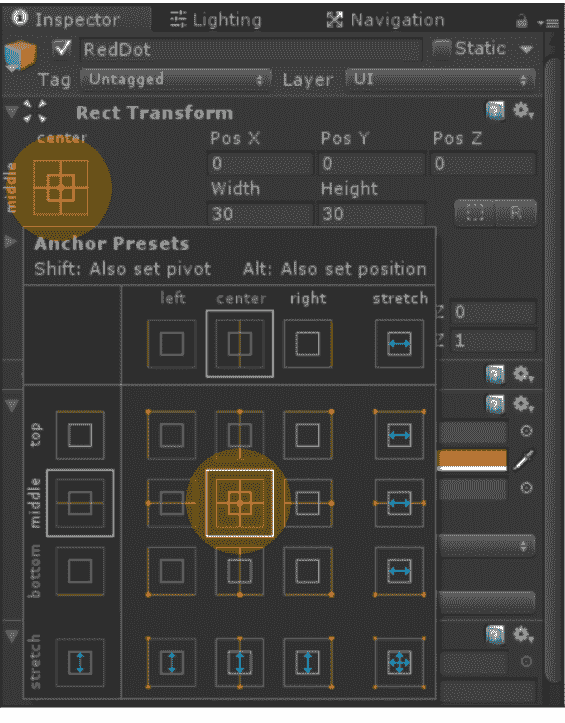 Inspector Lighting Navigation
RedDot Static
Tag Untagged Layer UI
Rect Transform
center Pos X Pos Y Pos Z
middle
0 0 0
Width Height
30 30 R
Anchor Presets
Shift: Also set pivot Alt: Also set position
left center right stretch
Z 0
Z 1
top
middle
bottom
stretch